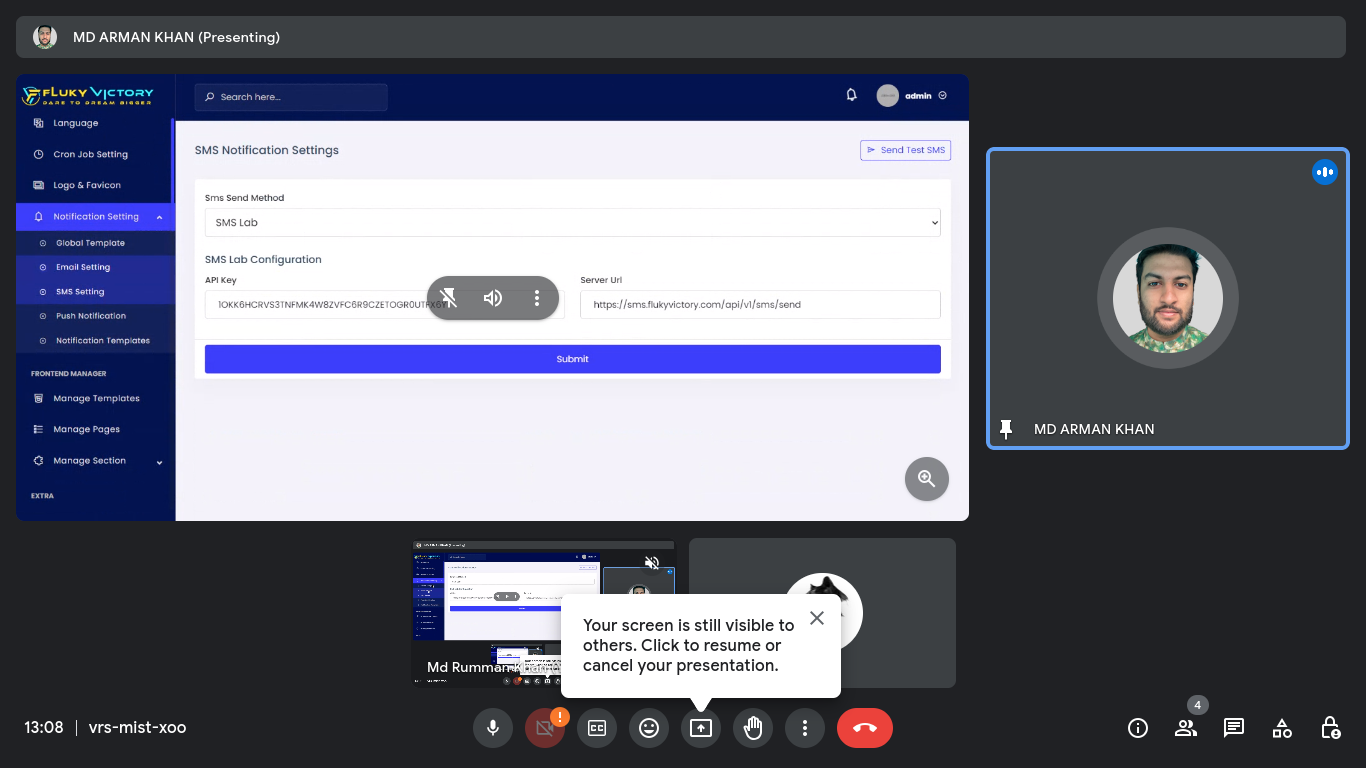 MD ARMAN KHAN (Presenting)
FLUKY VICTORY
DARE TO DREAM BIGGER
Search here...
admin
Language
Cron Job Setting
Logo & Favicon
Notification Setting
Global Template
Email Setting
SMS Setting
Push Notification
Notification Templates
FRONTEND MANAGER
Manage Templates
Manage Pages
Manage Section
EXTRA
SMS Notification Settings
Send Test SMS
Sms Send Method
SMS Lab
SMS Lab Configuration
API Key
Server Url
https://sms.flukyvictory.com/api/v1/sms/send
Submit
MD ARMAN KHAN
Md Rumman
Your screen is still visible to
others. Click to resume or
cancel your presentation.
13:08 | vrs-mist-xoo
4